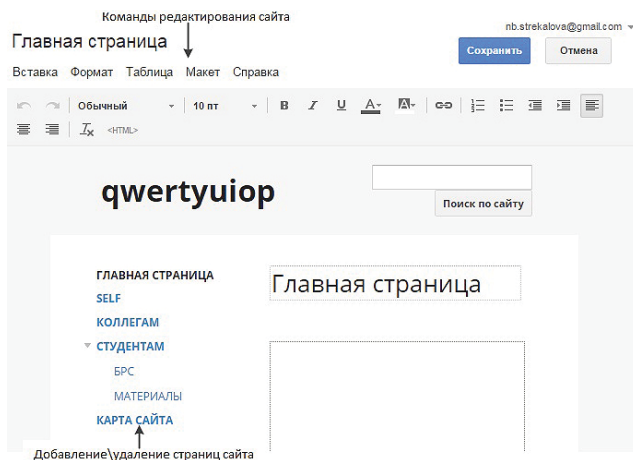 Команды редактирования сайта
nb.strekalova@gmail.com
Главная страница
Сохранить
Отмена
Вставка Формат Таблица Макет Справка
Обычный 10 пт B I U A A
Tx <HTML>
qwertyuiop
Поиск по сайту
ГЛАВНАЯ СТРАНИЦА
Главная страница
SELF
КОЛЛЕГАМ
СТУДЕНТАМ
БРС
МАТЕРИАЛЫ
КАРТА САЙТА
Добавление\удаление страниц сайта